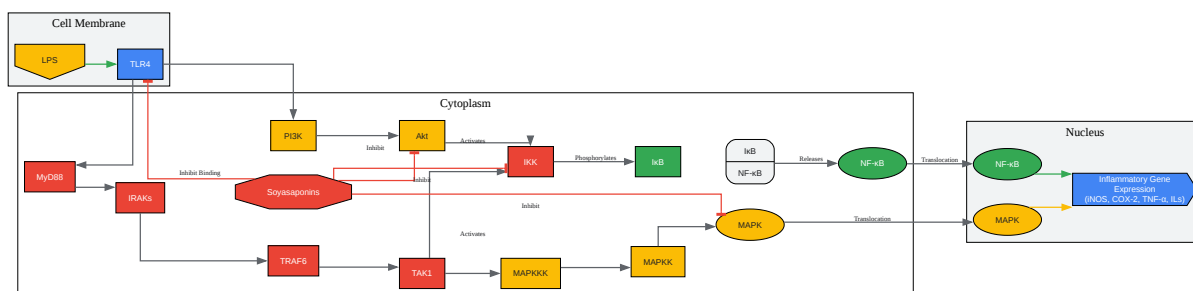 Cell Membrane
LPS
TLR4
Cytoplasm
PI3K
Inhibit
Akt
Activates
IKK
Phosphorylates
IκB
IκB
NF-κB
Releases
NF-κB
Translocation
Nucleus
NF-κB
MyD88
IRAKs
Inhibit Binding
Soyasaponins
Inhibit
Inhibit
MAPK
Translocation
MAPK
Inflammatory Gene
Expression
(iNOS, COX-2, TNF-α, ILs)
TRAF6
TAK1
Activates
MAPKKK
MAPKK